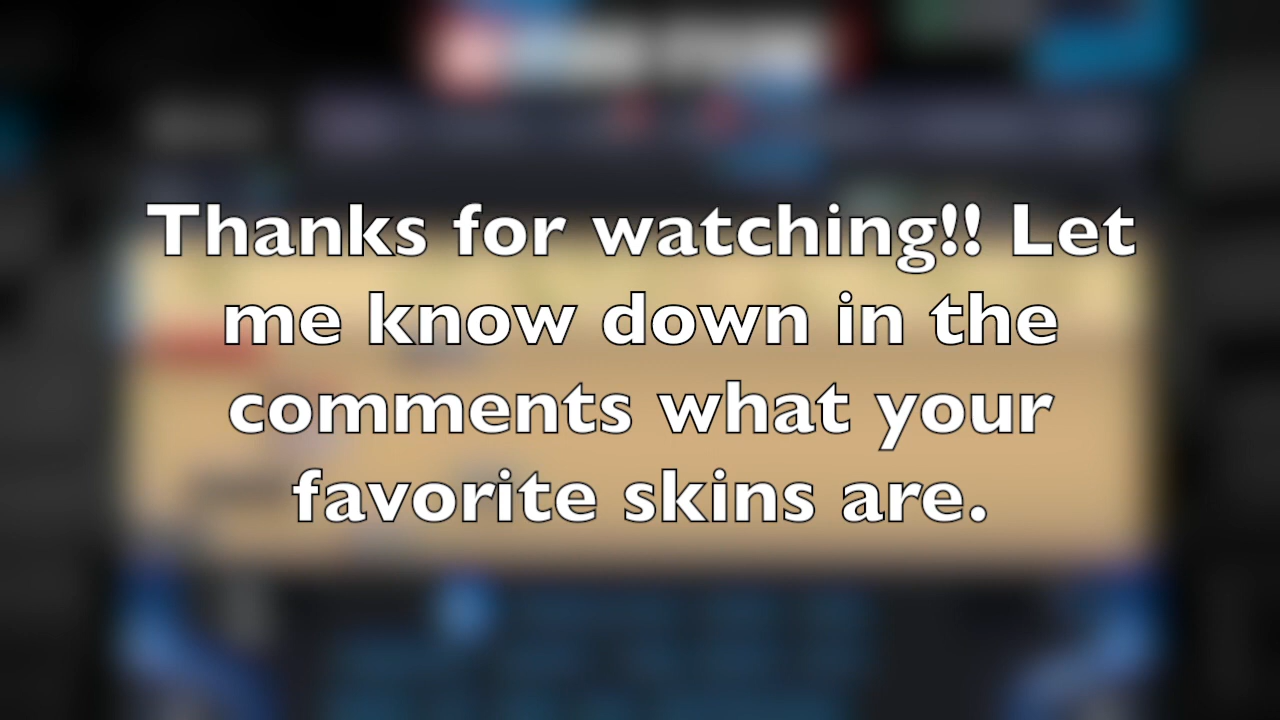 Thanks for watching!! Let
me know down in the
comments what your
favorite skins are.